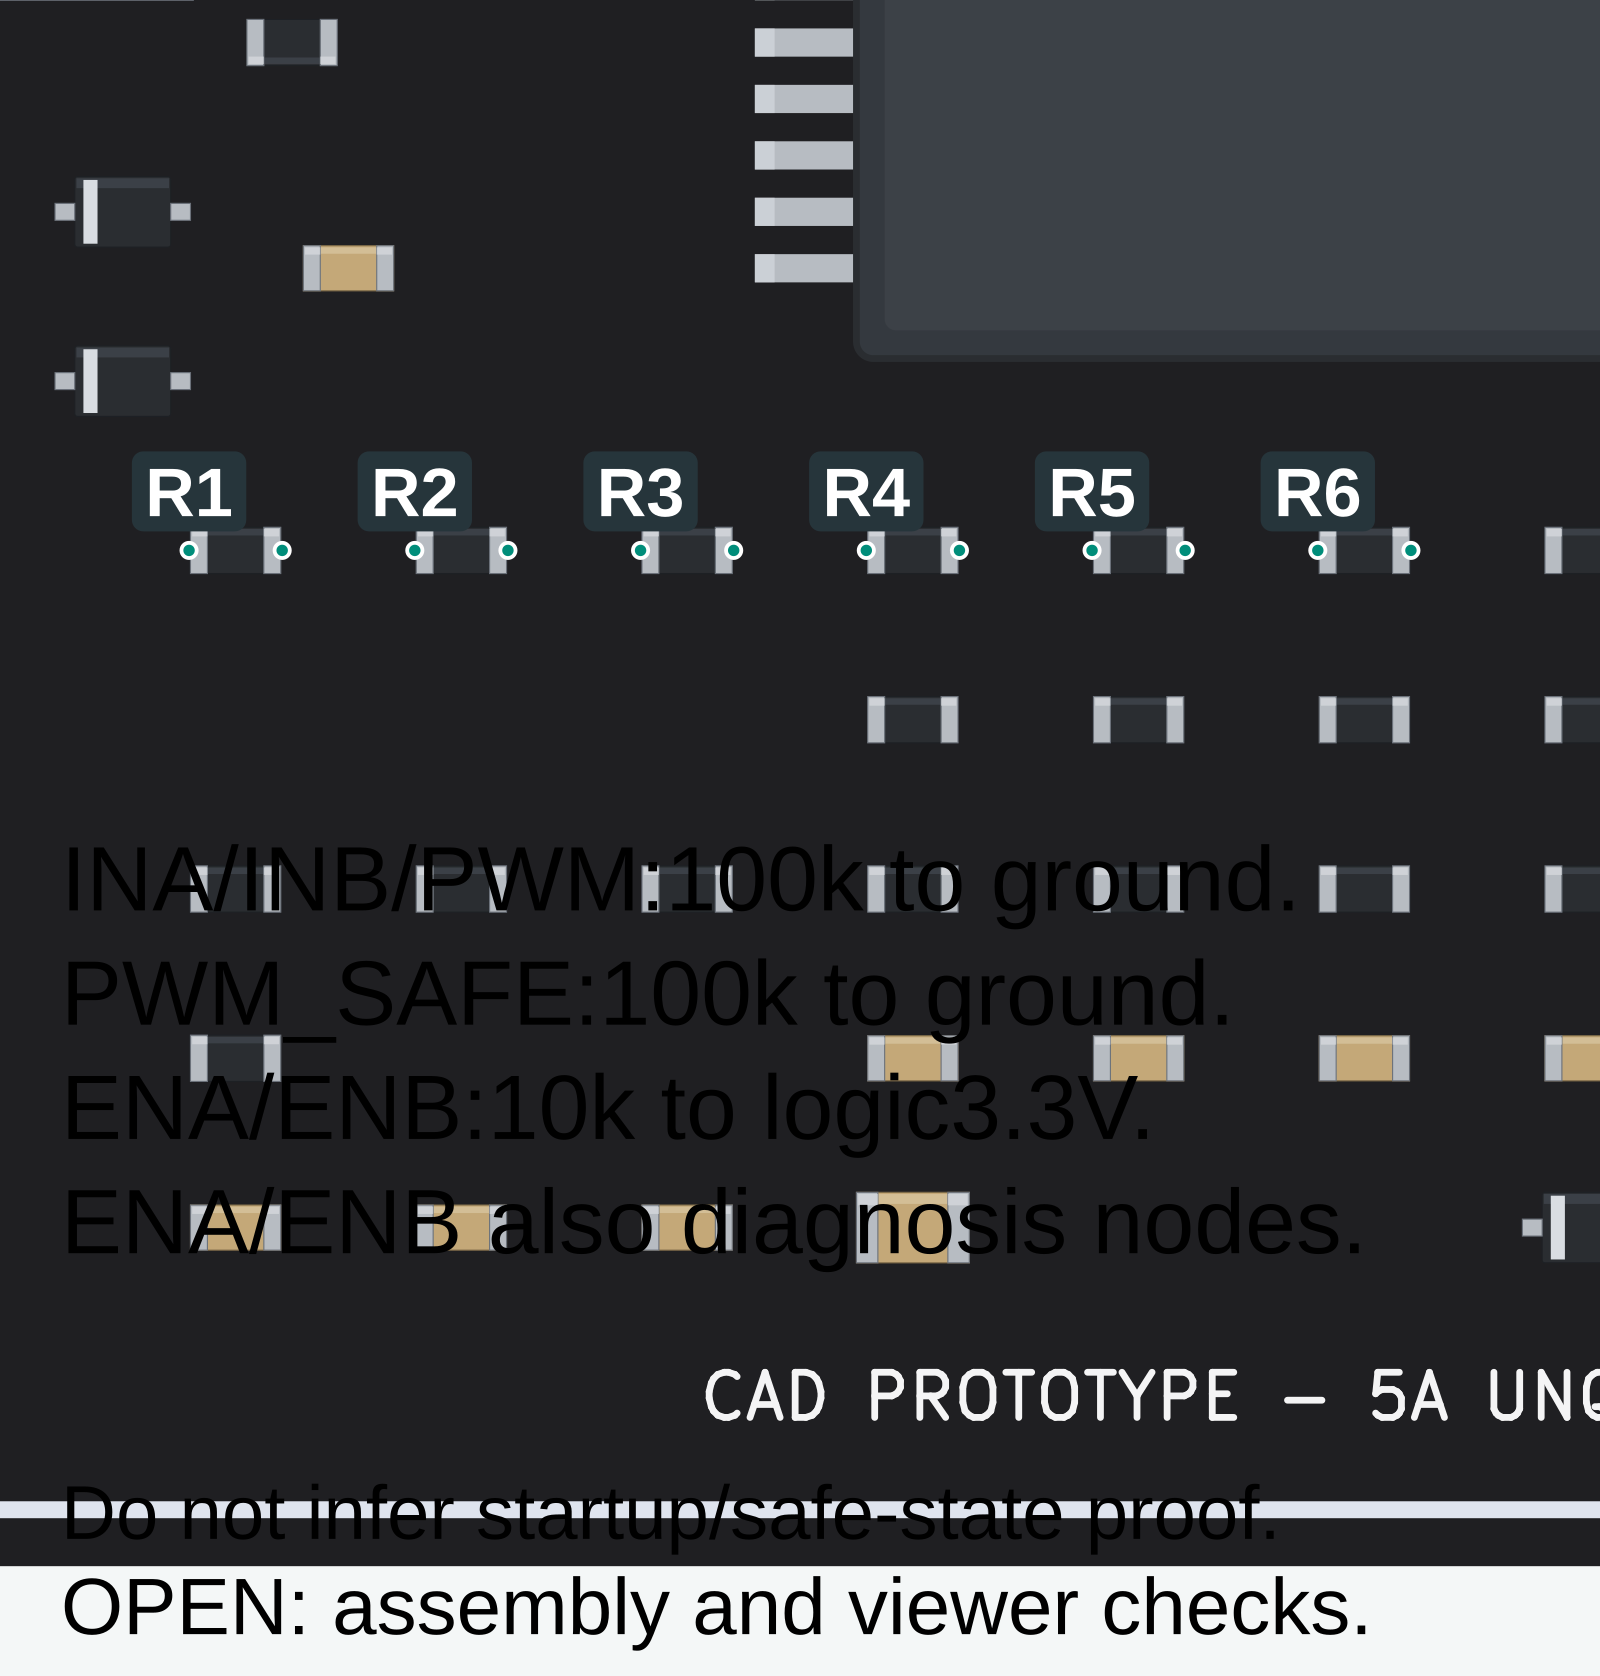 R1 R2 R3 R4 R5 R6
INA/INB/PWM:100k to ground.
PWM_SAFE:100k to ground.
ENA/ENB:10k to logic3.3V.
ENA/ENB also diagnosis nodes.
CAD PROTOTYPE – 5A
Do not infer startup/safe-state proof.
OPEN: assembly and viewer checks.